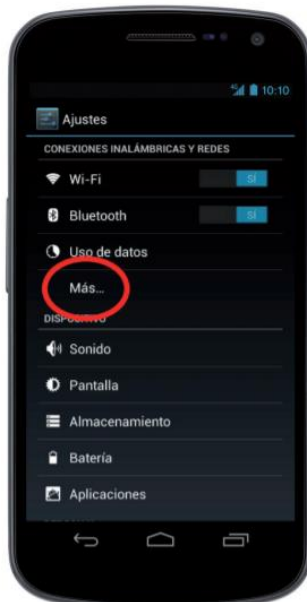 10:10
Ajustes
CONEXIONES INALÁMBRICAS Y REDES
Wi-Fi SÍ
Bluetooth SÍ
Uso de datos
Más...
DISPOSITIVO
Sonido
Pantalla
Almacenamiento
Batería
Aplicaciones